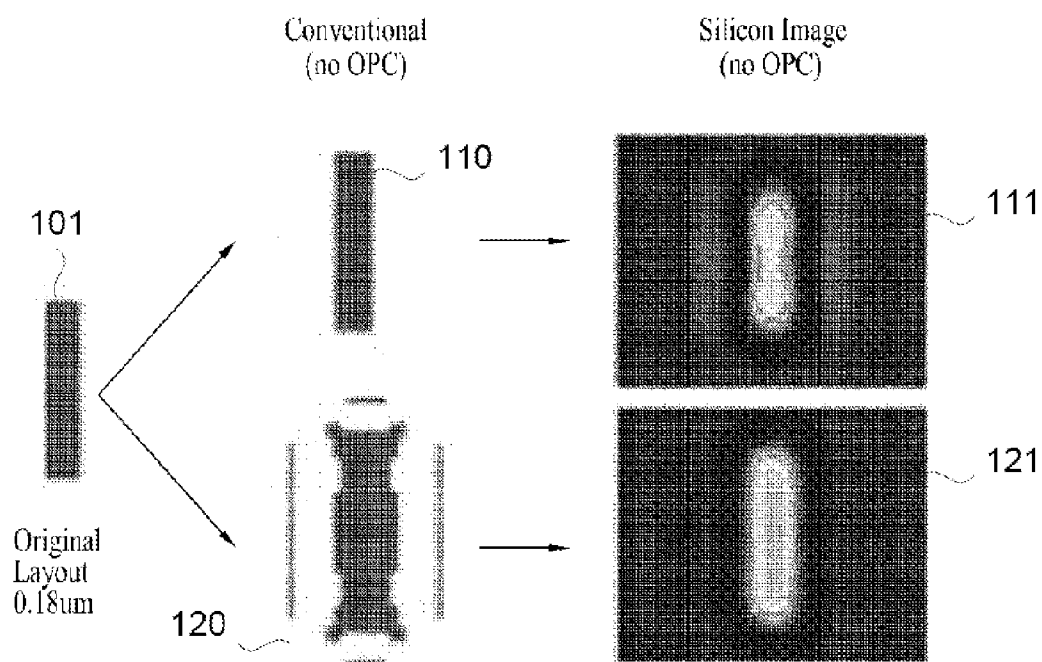 Conventional
(no OPC)
Silicon Image
(no OPC)
110
111
101
121
Original
Layout
0.18um
120